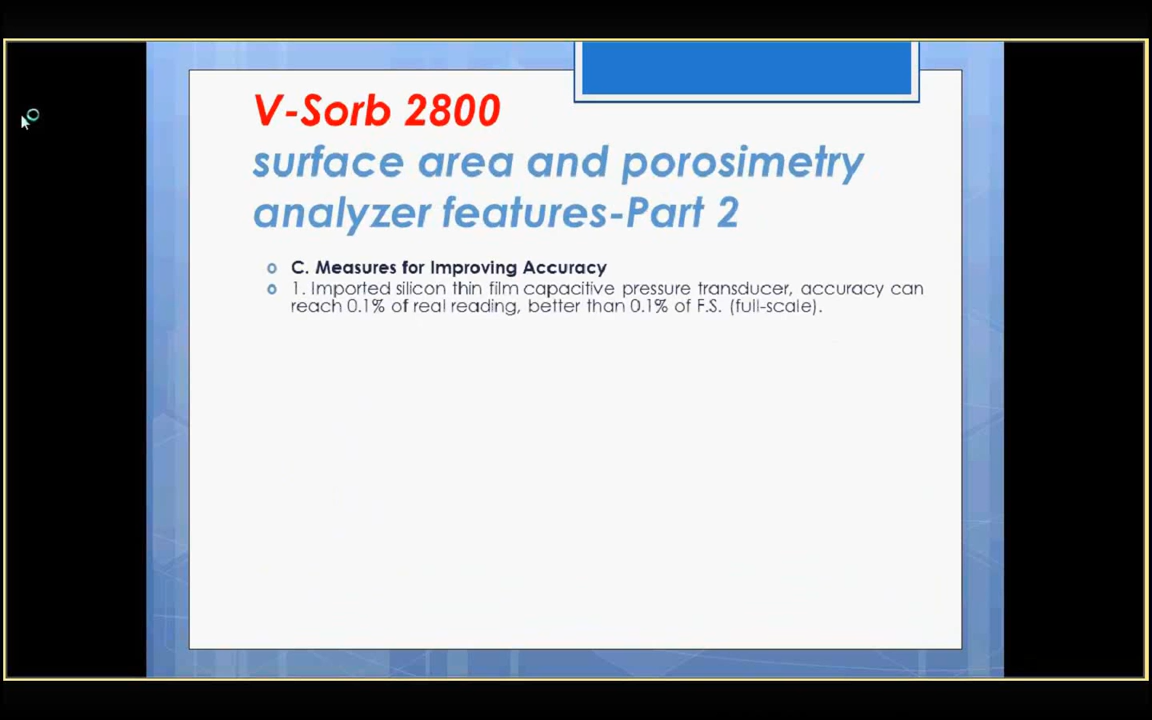 V-Sorb 2800
surface area and porosimetry
analyzer features-Part 2
C. Measures for Improving Accuracy
1. Imported silicon thin film capacitive pressure transducer, accuracy can
reach 0.1% of real reading, better than 0.1% of F.S. (full-scale).